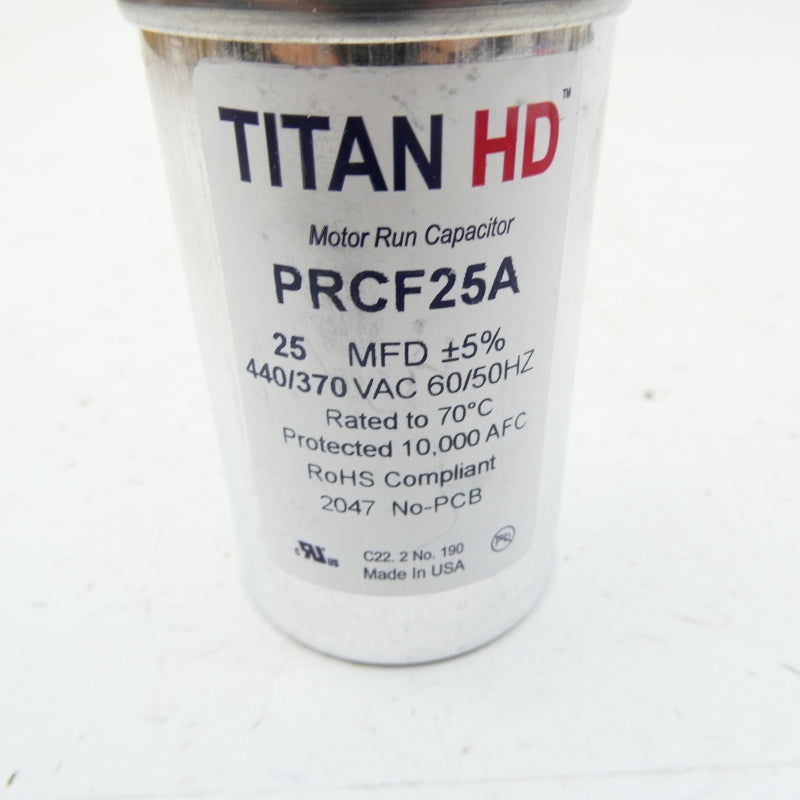 TITAN HD™
Motor Run Capacitor
PRCF25A
25 MFD ±5%
440/370 VAC 60/50HZ
Rated to 70°C
Protected 10,000 AFC
RoHS Compliant
2047 No-PCB
C22. 2 No. 190
Made In USA